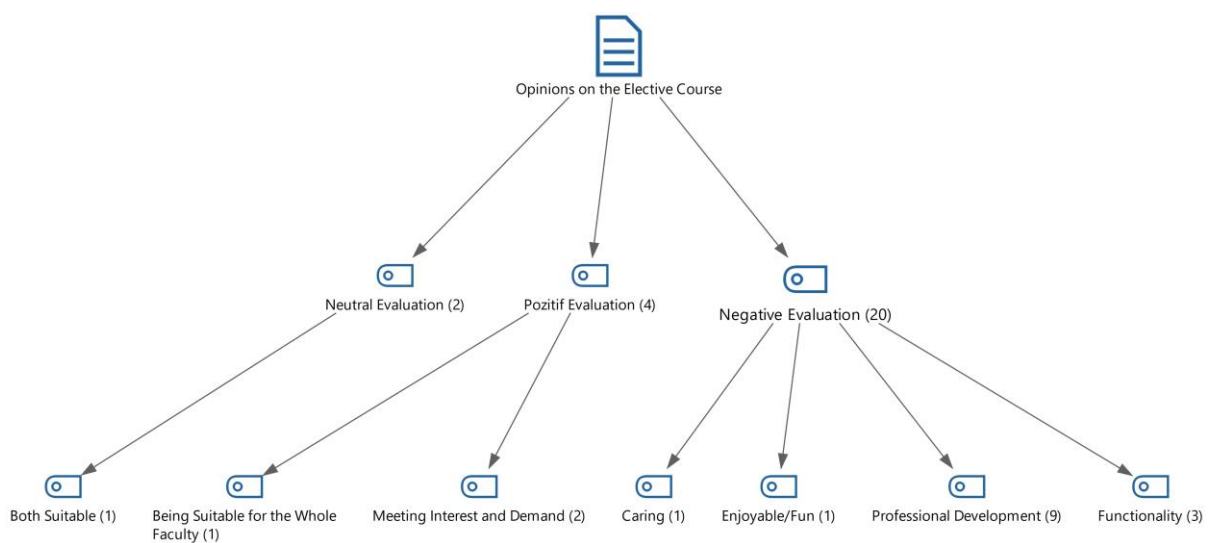 Opinions on the Elective Course
Neutral Evaluation (2)
Pozitif Evaluation (4)
Negative Evaluation (20)
Both Suitable (1)
Being Suitable for the Whole
Faculty (1)
Meeting Interest and Demand (2)
Caring (1)
Enjoyable/Fun (1)
Professional Development (9)
Functionality (3)